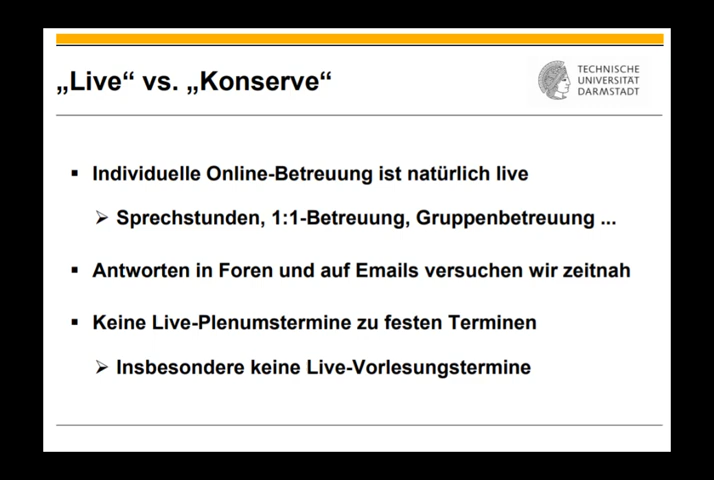 „Live“ vs. „Konserve“
TECHNISCHE
UNIVERSITÄT
DARMSTADT
▪ Individuelle Online-Betreuung ist natürlich live
➢ Sprechstunden, 1:1-Betreuung, Gruppenbetreuung ...
▪ Antworten in Foren und auf Emails versuchen wir zeitnah
▪ Keine Live-Plenumstermine zu festen Terminen
➢ Insbesondere keine Live-Vorlesungstermine